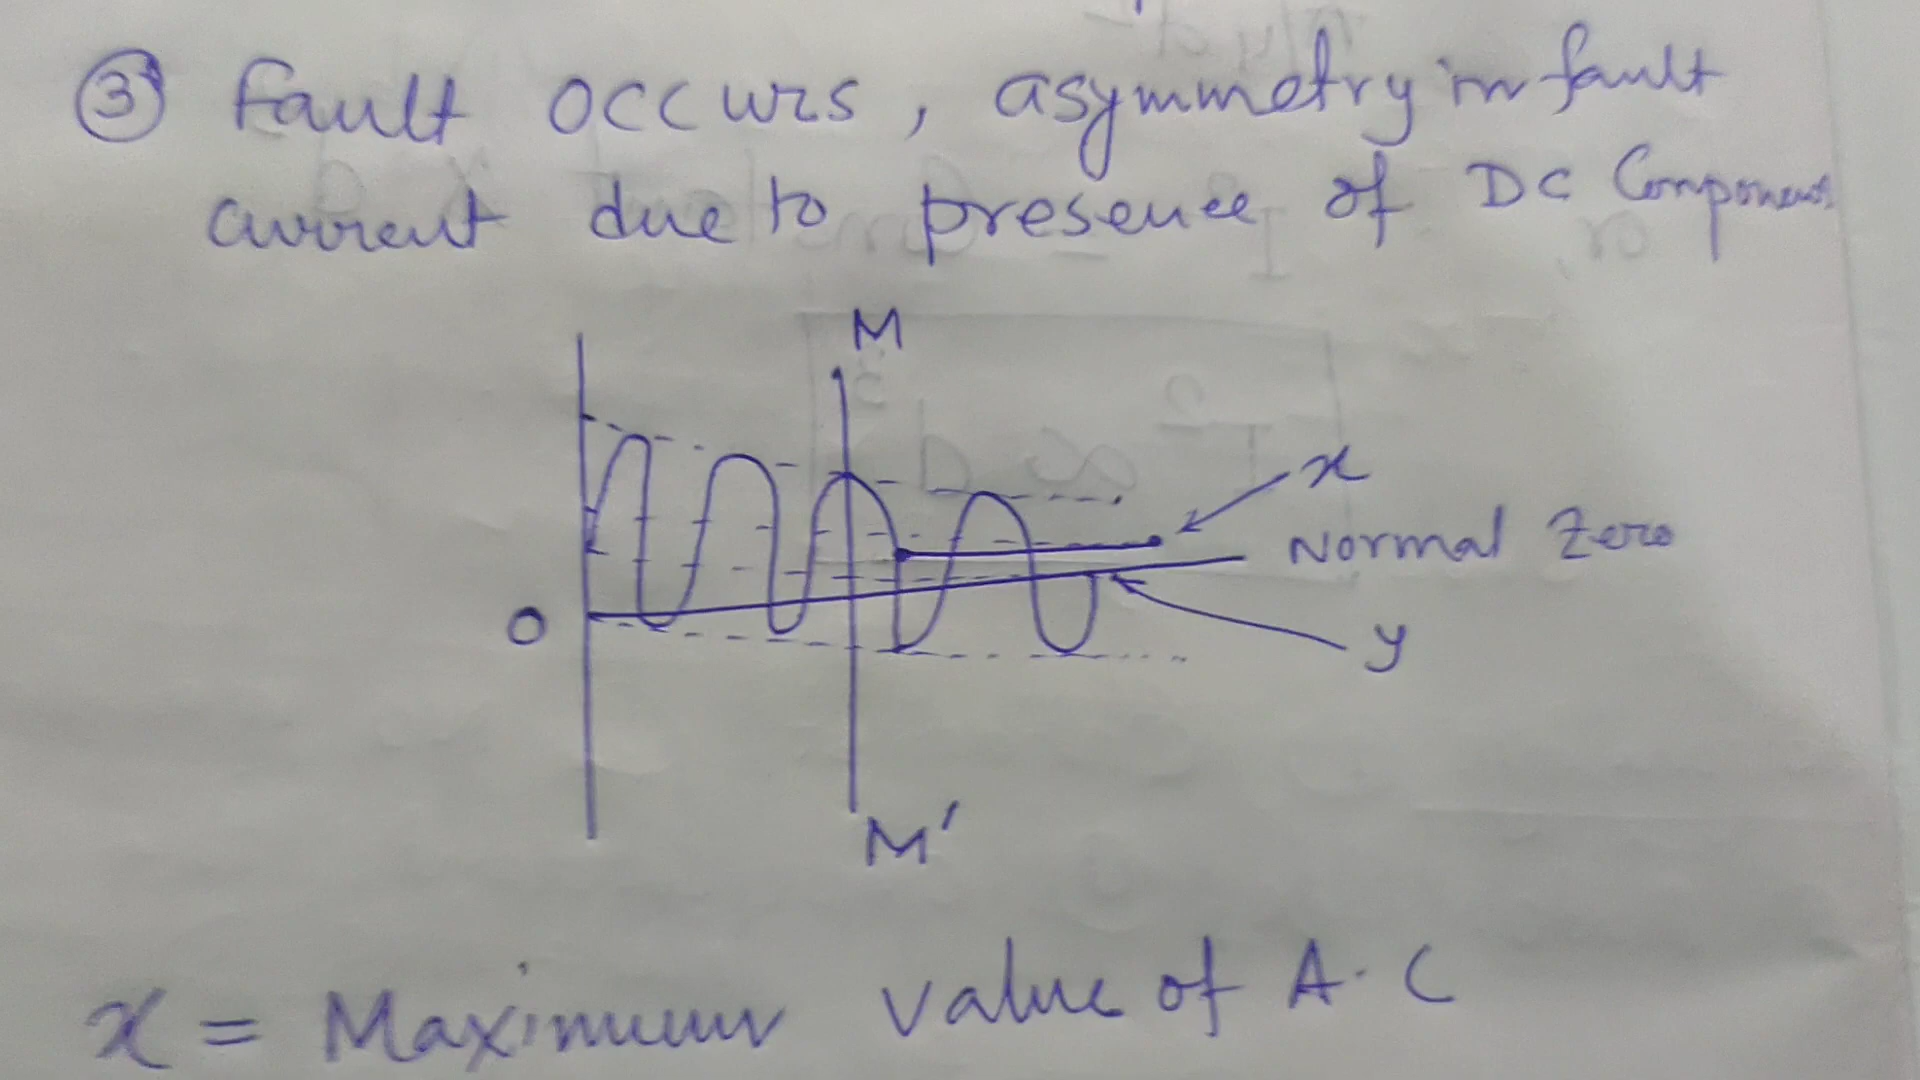 ③ Fault occurs, asymmetry in fault
current due to presence of DC Component
M
x
Normal Zero
O
y
M'
x = Maximum value of A.C